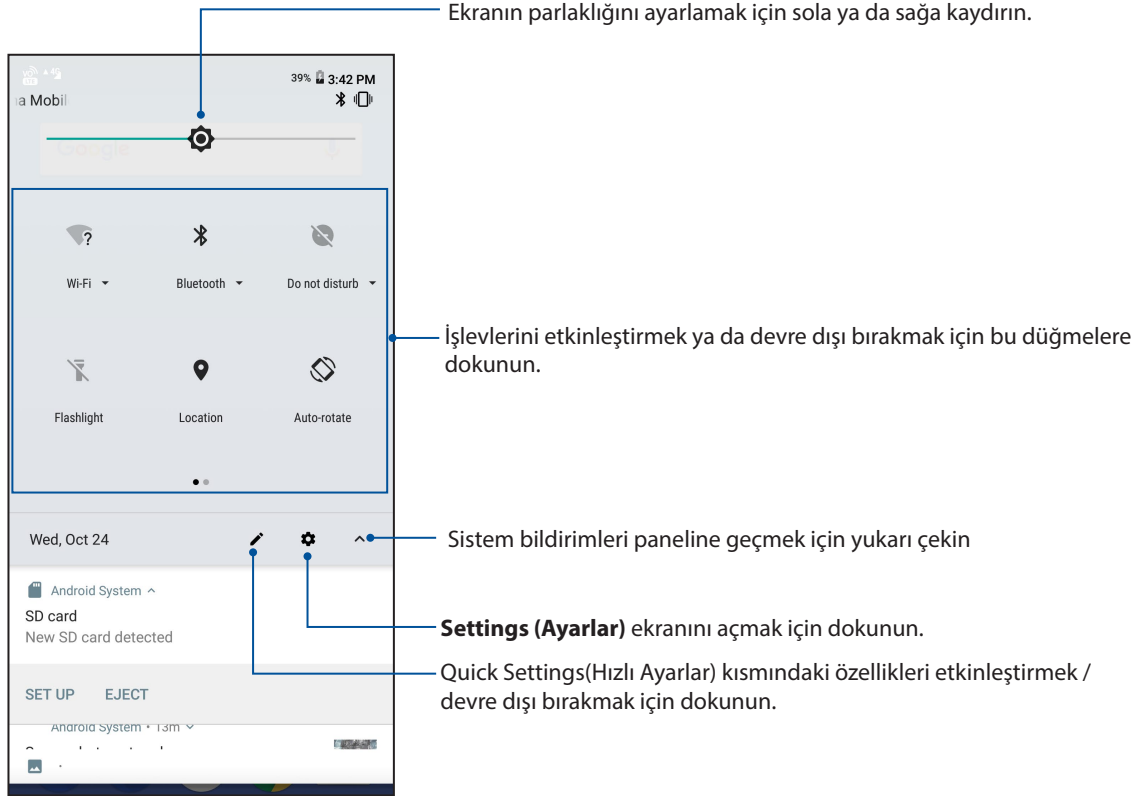 Ekranın parlaklığını ayarlamak için sola ya da sağa kaydırın.
39% 3:42 PM
a Mobil
Google
Wi-Fi Bluetooth Do not disturb
İşlevlerini etkinleştirmek ya da devre dışı bırakmak için bu düğmelere
dokunun.
Flashlight Location Auto-rotate
Wed, Oct 24
Sistem bildirimleri paneline geçmek için yukarı çekin
Android System
SD card
New SD card detected
Settings (Ayarlar) ekranını açmak için dokunun.
Quick Settings(Hızlı Ayarlar) kısmındaki özellikleri etkinleştirmek /
devre dışı bırakmak için dokunun.
SET UP EJECT
Android System • 13m